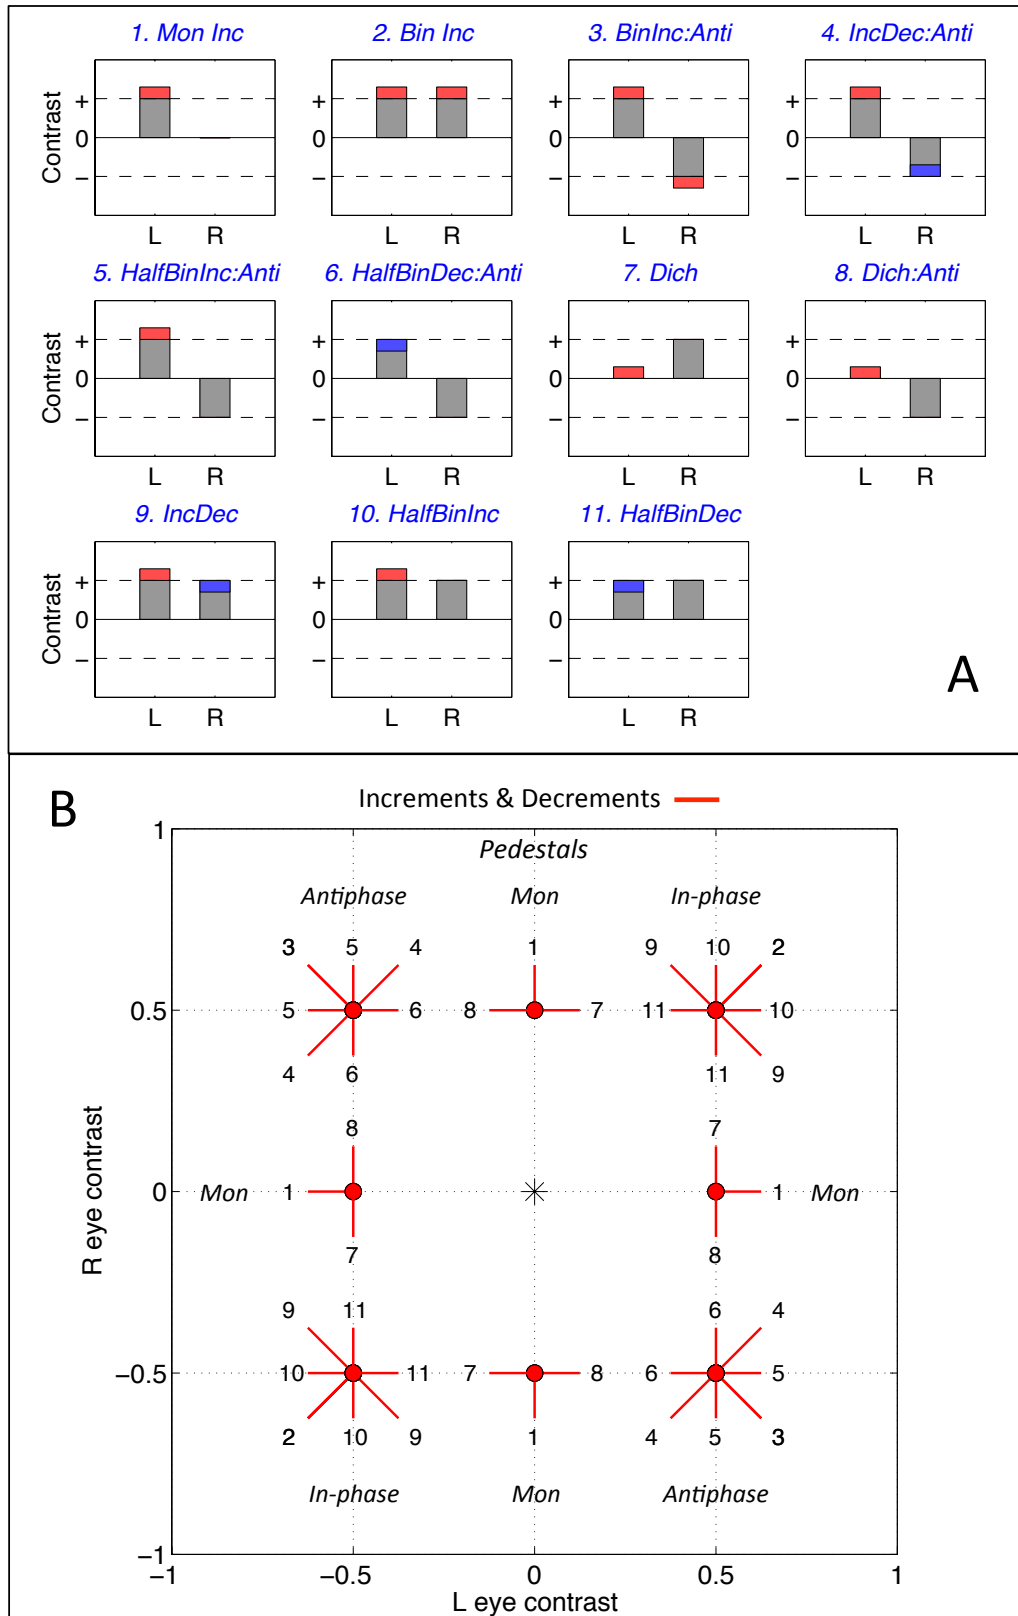 1. Mon Inc 2. Bin Inc 3. BinInc:Anti 4. IncDec:Anti
Contrast + 0 −
L R L R L R L R
5. HalfBinInc:Anti 6. HalfBinDec:Anti 7. Dich 8. Dich:Anti
Contrast + 0 − + 0 − + 0 − + 0 −
L R L R L R L R
9. IncDec 10. HalfBinInc 11. HalfBinDec
Contrast + 0 − + 0 − + 0 −
A
L R L R L R
B
Increments & Decrements
1
Pedestals
Antiphase Mon In-phase
3 5 4 1 9 10 2
0.5 5 6 8 7 11 10
4 6 11 9
8 7
R eye contrast
0 Mon 1 1 Mon
7 8
9 11 6 4
−0.5 10 11 7 8 6 5
2 10 9 1 4 5 3
In-phase Mon Antiphase
−1
−1 −0.5 0 0.5 1
L eye contrast